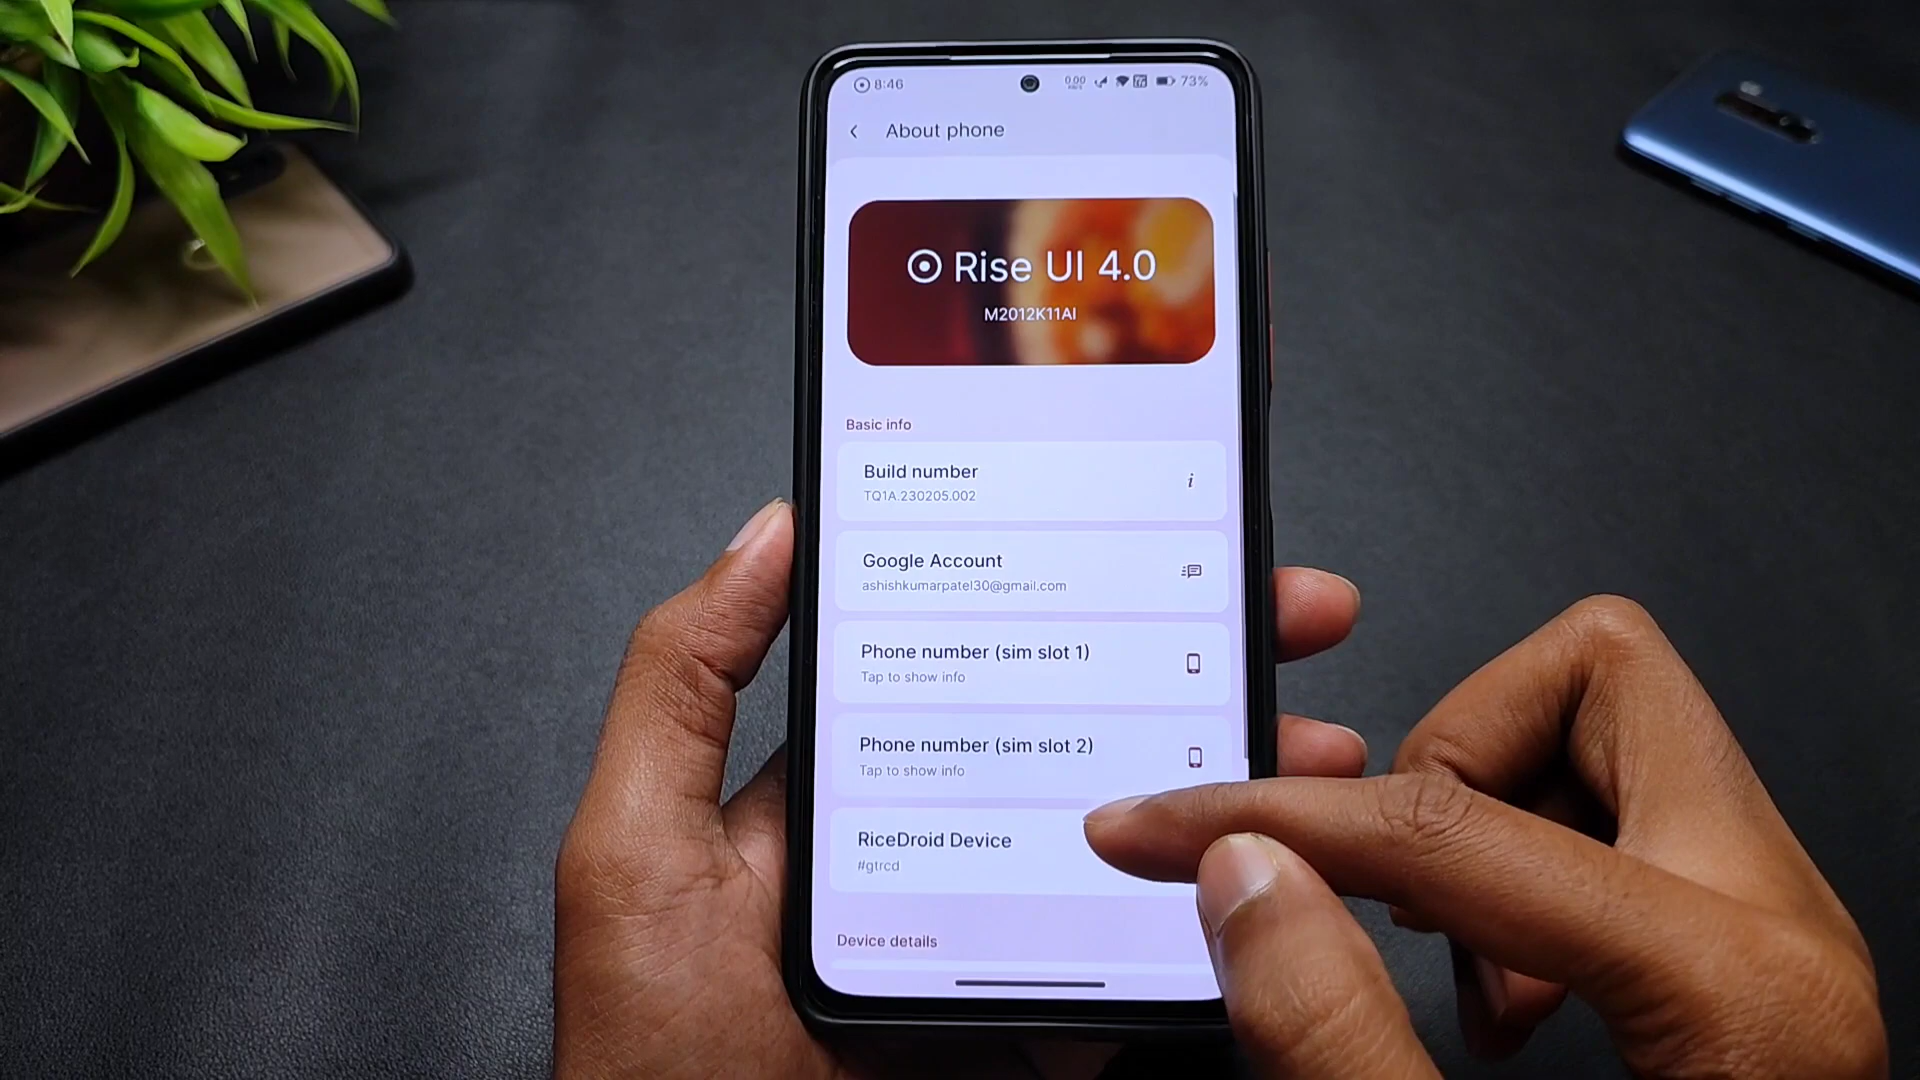 8:46
0.00
73%
About phone
Rise UI 4.0
M2012K11AI
Basic info
Build number
TQ1A.230205.002
Google Account
ashishkumarpatel30@gmail.com
Phone number (sim slot 1)
Tap to show info
Phone number (sim slot 2)
Tap to show info
RiceDroid Device
#gtrcd
Device details